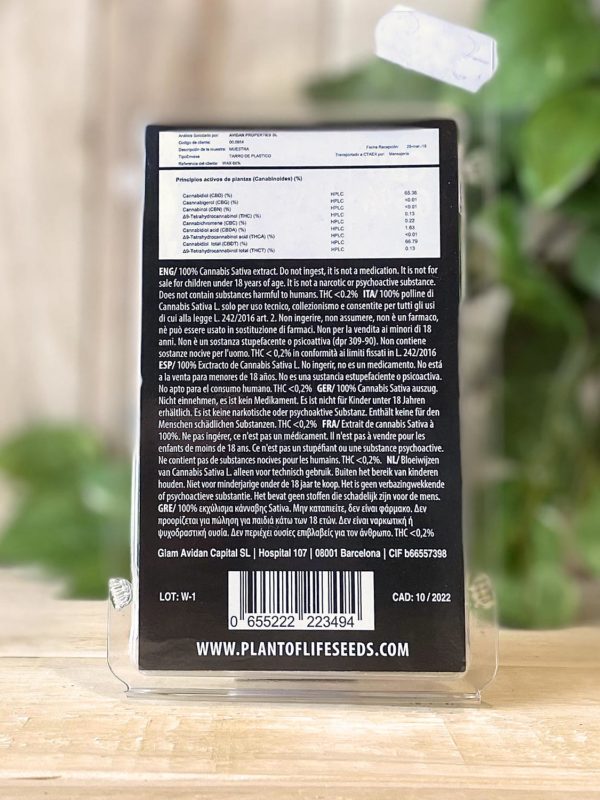 Análisis Solicitado por: AVIDAN PROPERTIES SL
Código de cliente: 00.0954
Descripción de la muestra: MUESTRA Fecha Recepción:
TipoEnvase TARRO DE PLASTICO Transportado a CTAEX por: Mensajería
Referencia del cliente: WAX 66%
Principios activos de plantas (Canabinoides) (%)
Cannabidiol (CBD) (%) HPLC 65.36
Cannabigerol (CBG) (%) HPLC <0.01
Cannabinol (CBN) (%) HPLC <0.01
Δ9-Tetrahydrocannabinol (THC) (%) HPLC 0.13
Cannabichromene (CBC) (%) HPLC 0.22
Cannabidiol acid (CBDA) (%) HPLC 1.63
Δ9-Tetrahydrocannabinol acid (THCA) (%) HPLC <0.01
Cannabidiol total (CBDT) (%) HPLC 66.79
Δ9-Tetrahydrocannabinol total (THCT) (%) HPLC 0.13
ENG/ 100% Cannabis Sativa extract. Do not ingest, it is not a medication. It is not for
sale for children under 18 years of age. It is not a narcotic or psychoactive substance.
Does not contain substances harmful to humans. THC <0.2% ITA/ 100% polline di
Cannabis Sativa L. solo per uso tecnico, collezionismo e consentite per tutti gli usi
di cui alla legge L. 242/2016 art. 2. Non ingerire, non assumere, non è un farmaco,
nè può essere usato in sostituzione di farmaci. Non per la vendita ai minori di 18
anni. Non è un sostanza stupefacente o psicoattiva (dpr 309-90). Non contiene
sostanze nocive per l'uomo. THC < 0,2% in conformità ai limiti fissati in L. 242/2016
ESP/ 100% Exctracto de Cannabis Sativa L. No ingerir, no es un medicamento. No está
a la venta para menores de 18 años. No es una sustancia estupefaciente o psicoactiva.
No apto para el consumo humano. THC <0,2% GER/ 100% Cannabis Sativa auszug.
Nicht einnehmen, es ist kein Medikament. Es ist nicht für Kinder unter 18 Jahren
erhältlich. Es ist keine narkotische oder psychoaktive Substanz. Enthält keine für den
Menschen schädlichen Substanzen. THC <0,2% FRA/ Extrait de cannabis Sativa à
100%. Ne pas ingérer, ce n'est pas un médicament. Il n'est pas à vendre pour les
enfants de moins de 18 ans. Ce n'est pas un stupéfiant ou une substance psychoactive.
Ne contient pas de substances nocives pour les humains. THC <0,2%. NL/ Bloeiwijzen
van Cannabis Sativa L. alleen voor technisch gebruik. Buiten het bereik van kinderen
houden. Niet voor minderjarige onder de 18 jaar te koop. Het is geen verbazingwekkende
of psychoactieve substantie. Het bevat geen stoffen die schadelijk zijn voor de mens.
GRE/ 100% εκχύλισμα κάνναβης Sativa. Μην καταπιείτε, δεν είναι φάρμακο. Δεν
προορίζεται για πώληση για παιδιά κάτω των 18 ετών. Δεν είναι ναρκωτική ή
ψυχοδραστική ουσία. Δεν περιέχει ουσίες επιβλαβείς για τον άνθρωπο. THC <0,2%
Glam Avidan Capital SL | Hospital 107 | 08001 Barcelona | CIF b66557398
LOT: W-1
CAD: 10 / 2022
0 655222 223494
WWW.PLANTOFLIFESEEDS.COM